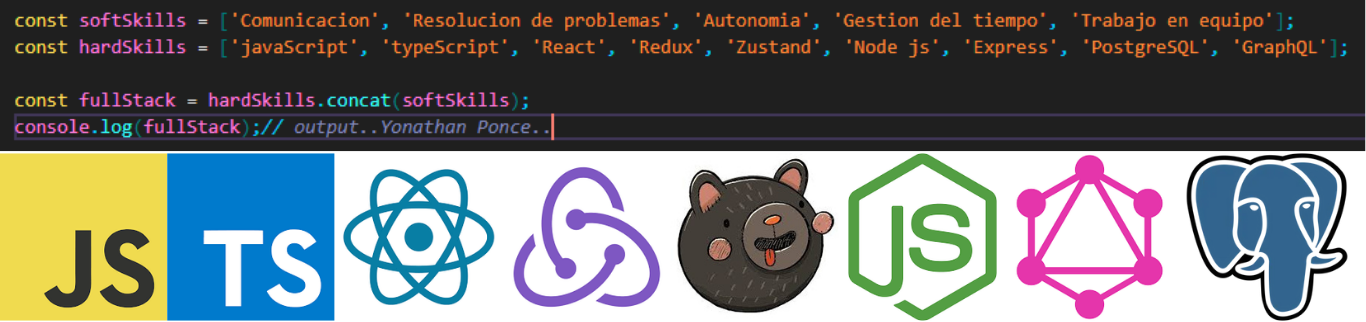 const softSkills = ['Comunicacion', 'Resolucion de problemas', 'Autonomia', 'Gestion del tiempo', 'Trabajo en equipo'];
const hardSkills = ['javaScript', 'typeScript', 'React', 'Redux', 'Zustand', 'Node js', 'Express', 'PostgreSQL', 'GraphQL'];
const fullStack = hardSkills.concat(softSkills);
console.log(fullStack);// output..Yonathan Ponce..
JS TS JS